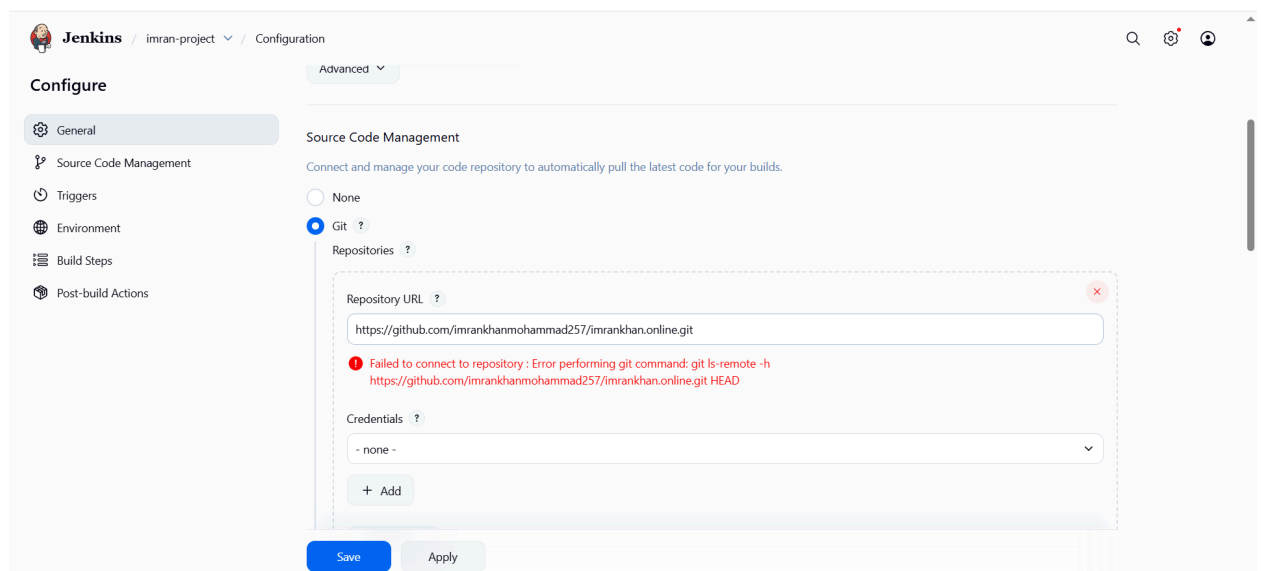 Jenkins / imran-project / Configuration
Configure
General
Source Code Management
Triggers
Environment
Build Steps
Post-build Actions
Advanced
Source Code Management
Connect and manage your code repository to automatically pull the latest code for your builds.
None
Git ?
Repositories ?
Repository URL ?
https://github.com/imrankhanmohammad257/imrankhan.online.git
Failed to connect to repository : Error performing git command: git ls-remote -h
https://github.com/imrankhanmohammad257/imrankhan.online.git HEAD
Credentials ?
- none -
+ Add
Save
Apply